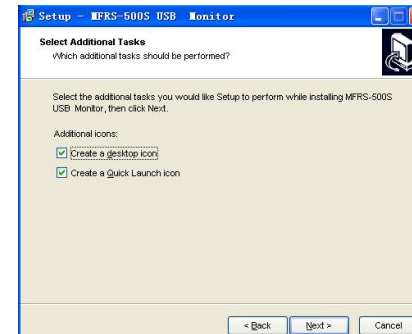 Setup - MFRS-500S USB Monitor
Select Additional Tasks
Which additional tasks should be performed?
Select the additional tasks you would like Setup to perform while installing MFRS-500S
USB Monitor, then click Next.
Additional icons:
Create a desktop icon
Create a Quick Launch icon
< Back
Next >
Cancel